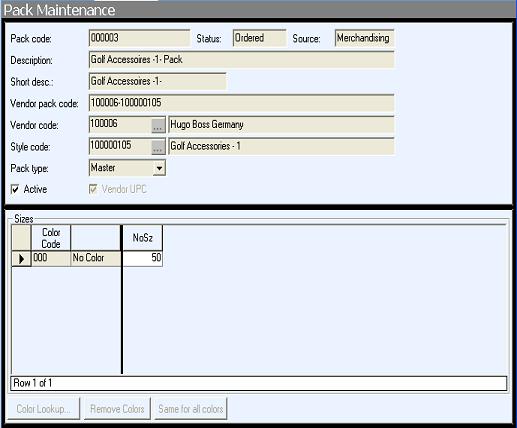 Pack Maintenance
Pack code: 000003 Status: Ordered Source: Merchandising
Description: Golf Accessoires -1- Pack
Short desc.: Golf Accessoires -1-
Vendor pack code: 100006-100000105
Vendor code: 100006 ... Hugo Boss Germany
Style code: 100000105 ... Golf Accessories - 1
Pack type: Master
Active Vendor UPC
Sizes
Color Code NoSz
000 No Color 50
Row 1 of 1
Color Lookup... Remove Colors Same for all colors